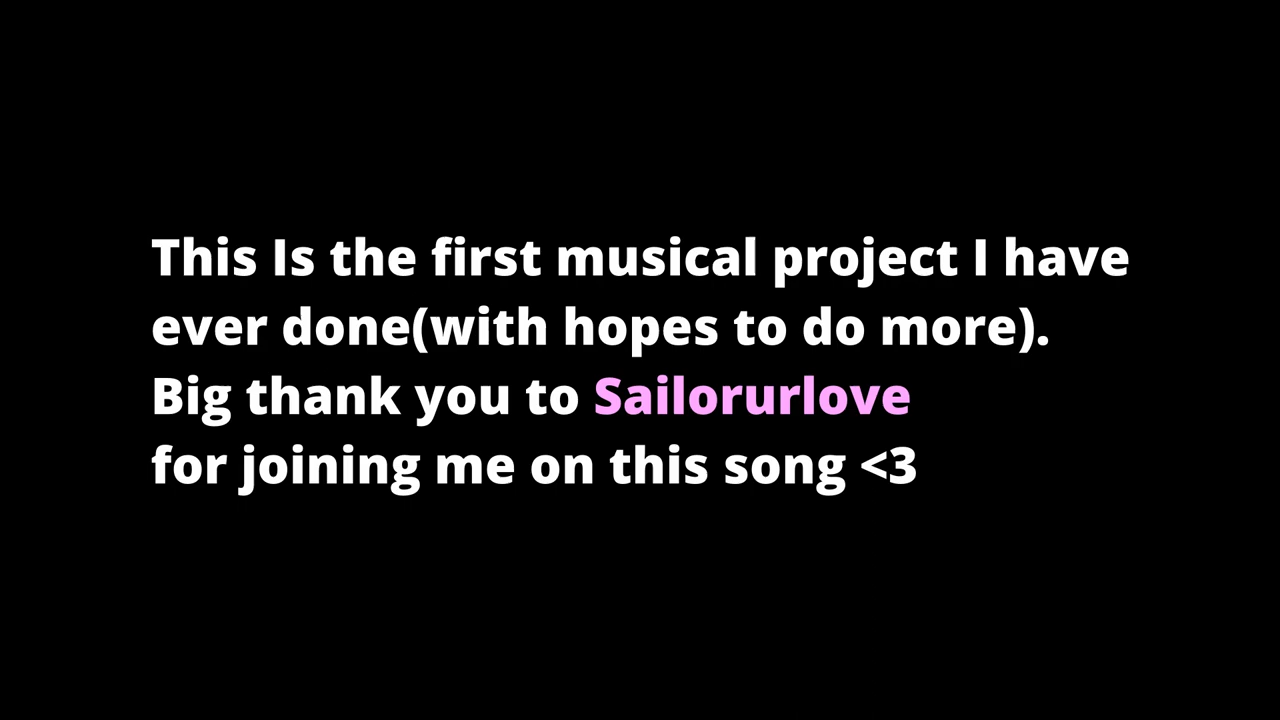 This Is the first musical project I have
ever done(with hopes to do more).
Big thank you to Sailorurlove
for joining me on this song <3